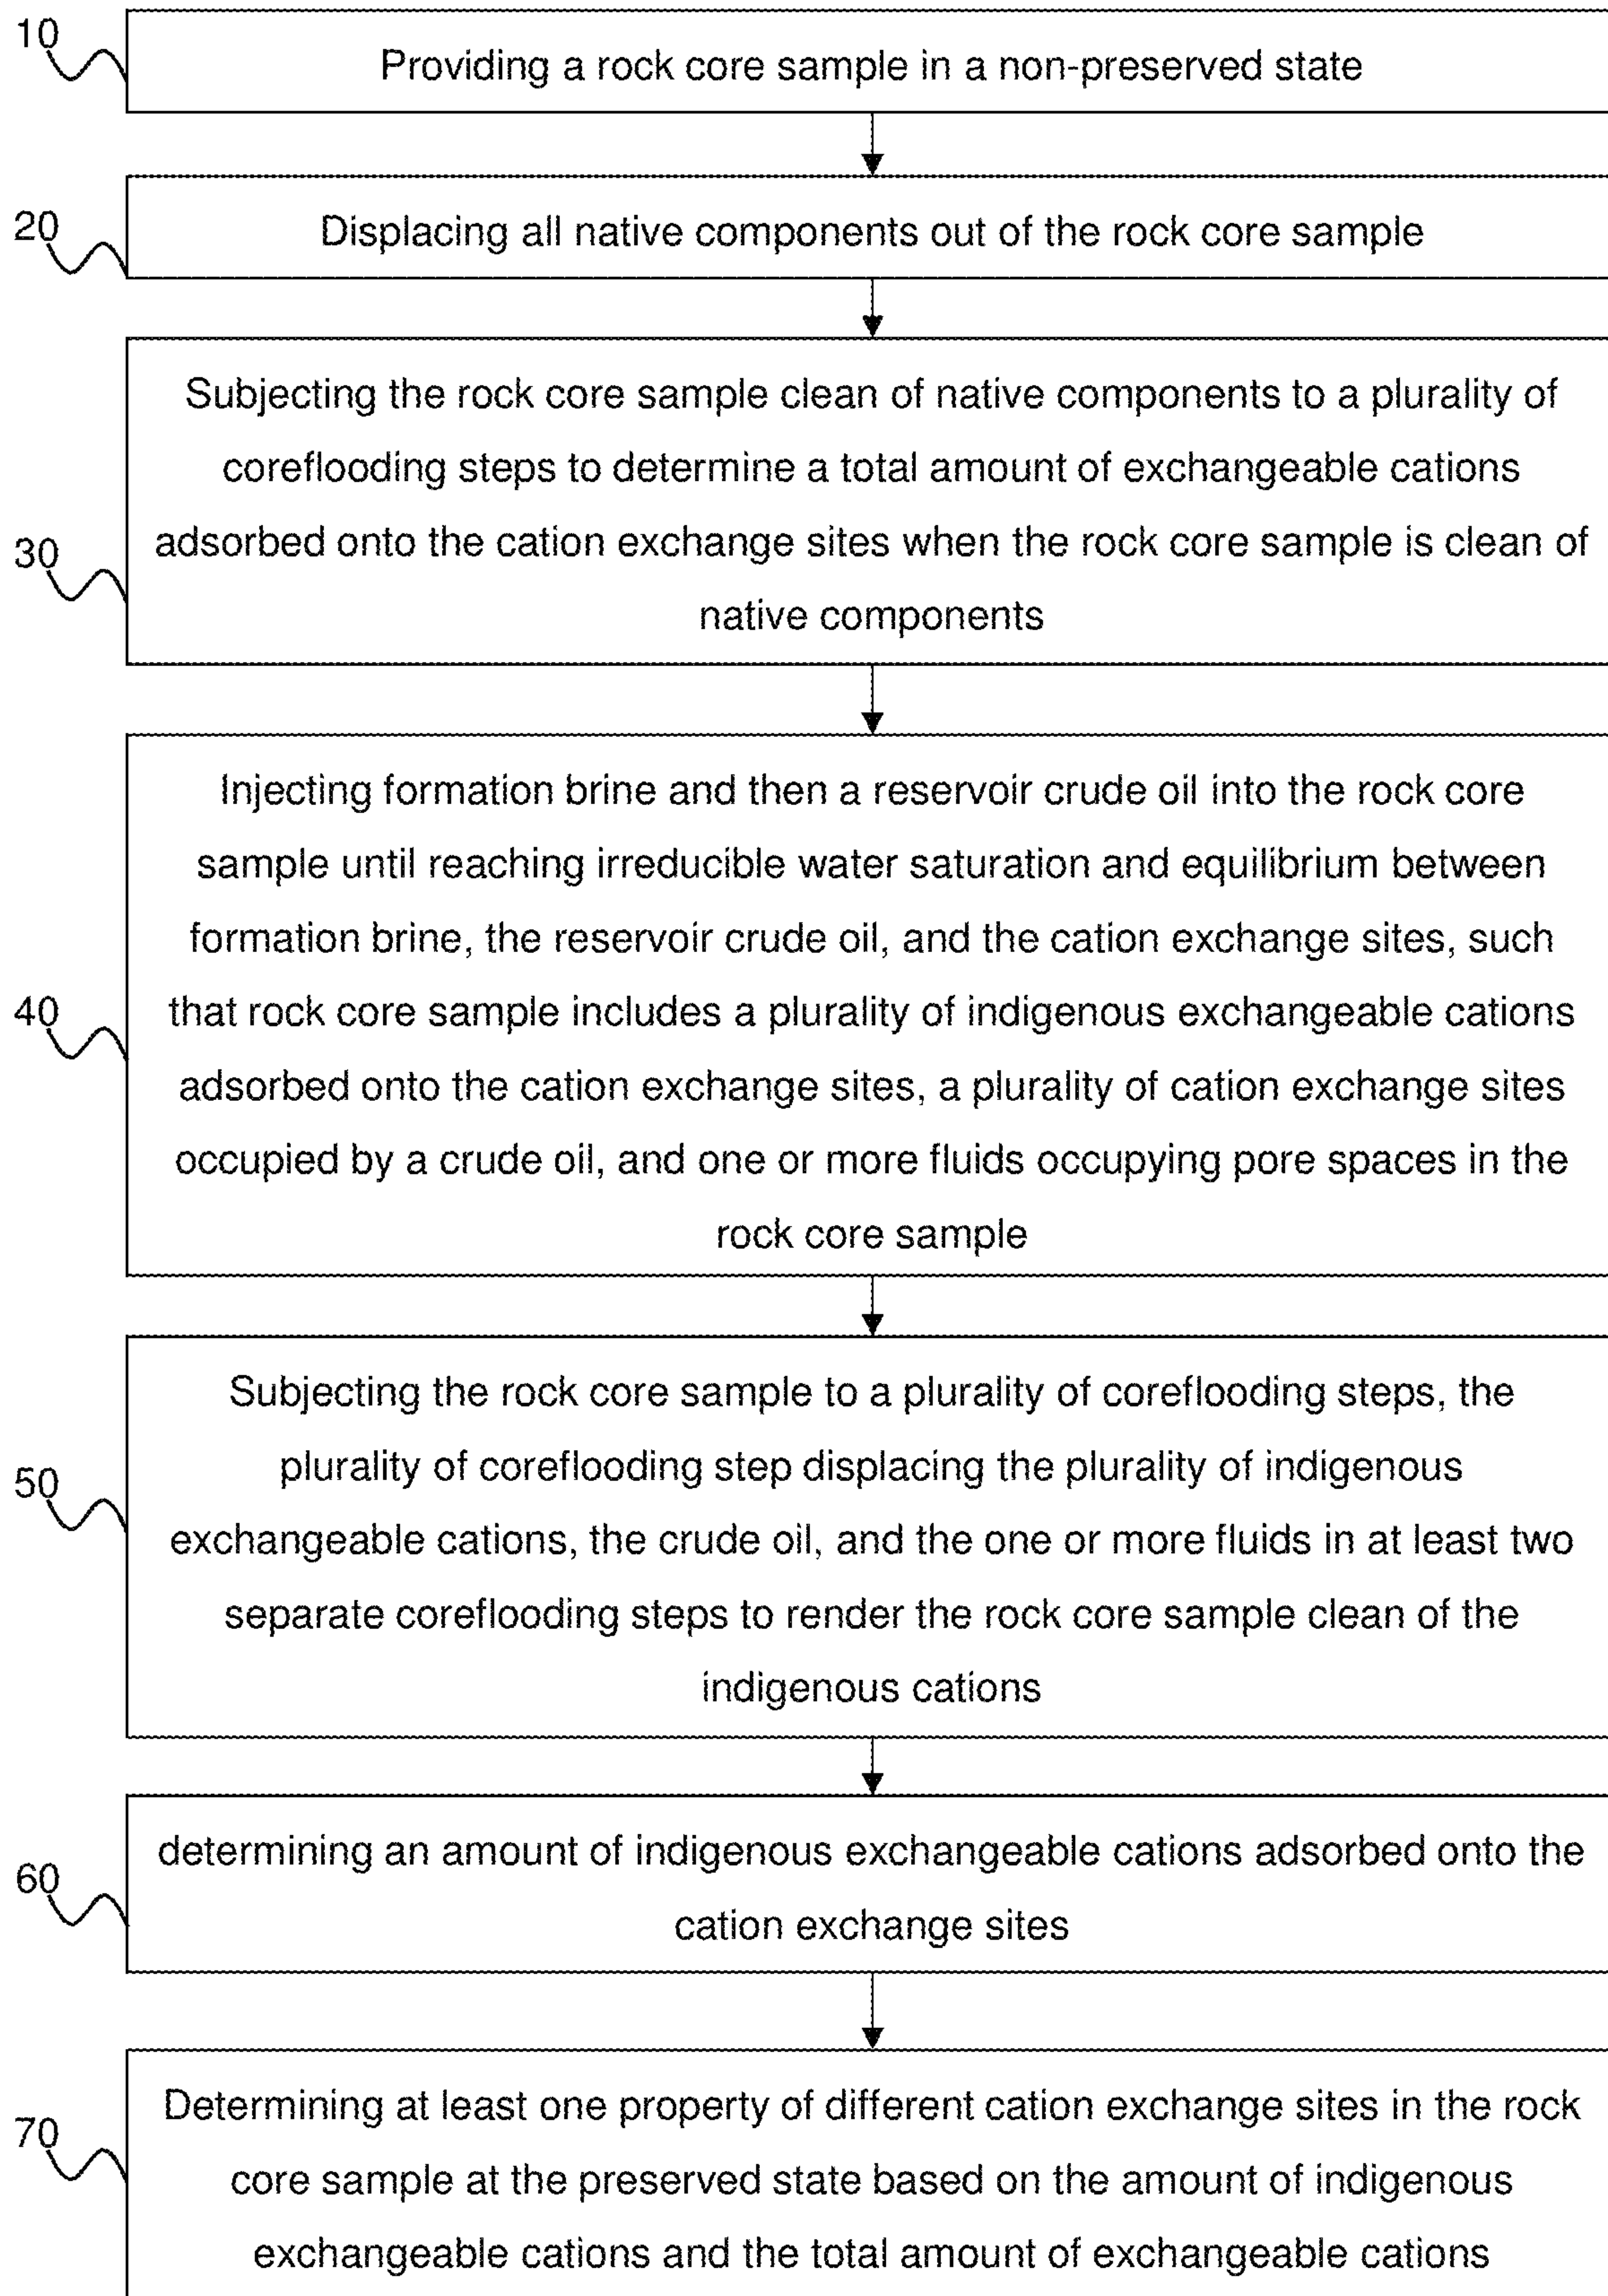 10
Providing a rock core sample in a non-preserved state
20
Displacing all native components out of the rock core sample
30
Subjecting the rock core sample clean of native components to a plurality of
coreflooding steps to determine a total amount of exchangeable cations
adsorbed onto the cation exchange sites when the rock core sample is clean of
native components
40
Injecting formation brine and then a reservoir crude oil into the rock core
sample until reaching irreducible water saturation and equilibrium between
formation brine, the reservoir crude oil, and the cation exchange sites, such
that rock core sample includes a plurality of indigenous exchangeable cations
adsorbed onto the cation exchange sites, a plurality of cation exchange sites
occupied by a crude oil, and one or more fluids occupying pore spaces in the
rock core sample
50
Subjecting the rock core sample to a plurality of coreflooding steps, the
plurality of coreflooding step displacing the plurality of indigenous
exchangeable cations, the crude oil, and the one or more fluids in at least two
separate coreflooding steps to render the rock core sample clean of the
indigenous cations
60
determining an amount of indigenous exchangeable cations adsorbed onto the
cation exchange sites
70
Determining at least one property of different cation exchange sites in the rock
core sample at the preserved state based on the amount of indigenous
exchangeable cations and the total amount of exchangeable cations